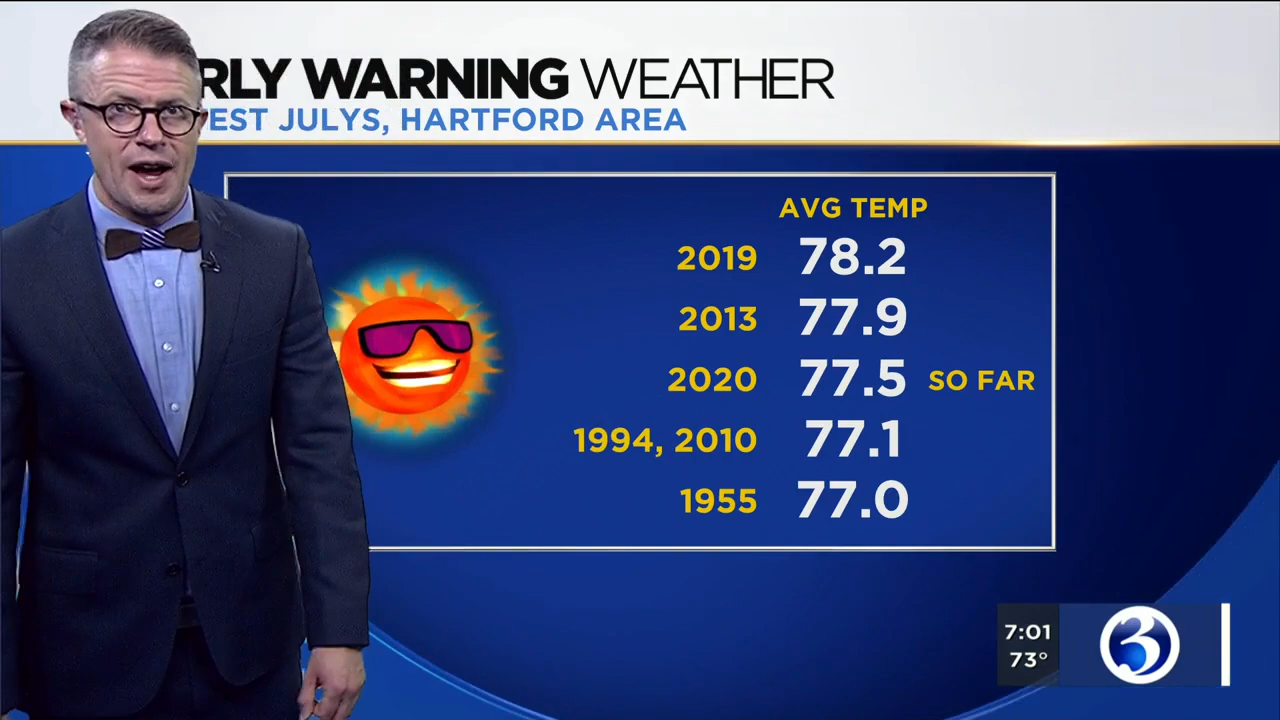 RLY WARNING WEATHER
EST JULYS, HARTFORD AREA
AVG TEMP
2019 78.2
2013 77.9
2020 77.5 SO FAR
1994, 2010 77.1
1955 77.0
7:01
73°
3